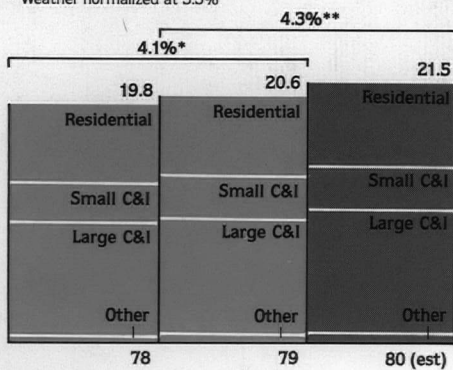 4.3%**
4.1%*
19.8
20.6
21.5
Residential
Residential
Residential
Small C&I
Small C&I
Small C&I
Large C&I
Large C&I
Large C&I
Other
Other
Other
78
79
80 (est)